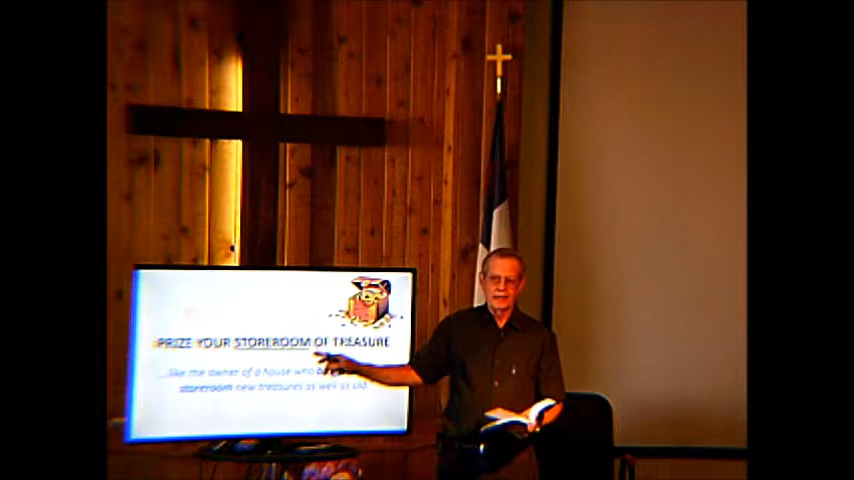 PRIZE YOUR STOREROOM OF TREASURE
...like the owner of a house who
storeroom new treasures as well as old.